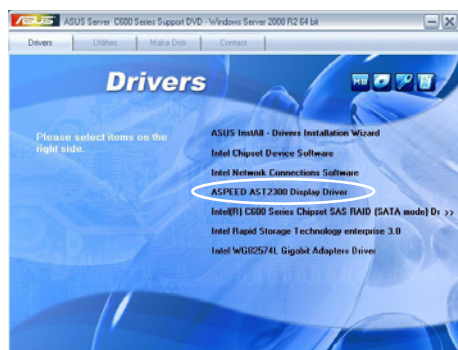 ASUS Server C600 Series Support DVD - Windows Server 2008 R2 64 bit
Drivers
Utilities
Make Disk
Contact
Drivers
Please select items on the
right side.
ASUS InstAll - Drivers Installation Wizard
Intel Chipset Device Software
Intel Network Connections Software
ASPEED AST2300 Display Driver
Intel(R) C600 Series Chipset SAS RAID (SATA mode) Dr >>
Intel Rapid Storage Technology enterprise 3.0
Intel WG82574L Gigabit Adapters Driver